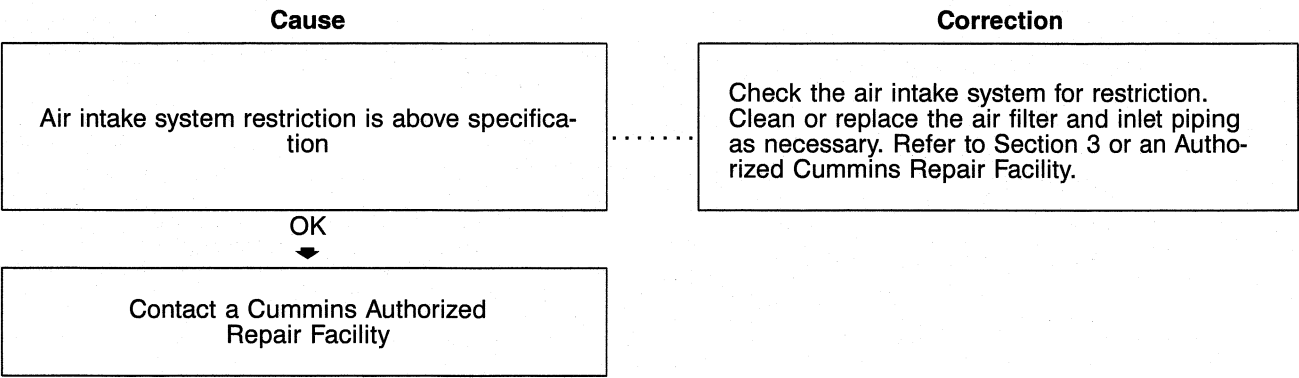 Cause
Correction
Air intake system restriction is above specifica-
tion
Check the air intake system for restriction.
Clean or replace the air filter and inlet piping
as necessary. Refer to Section 3 or an Autho-
rized Cummins Repair Facility.
OK
Contact a Cummins Authorized
Repair Facility